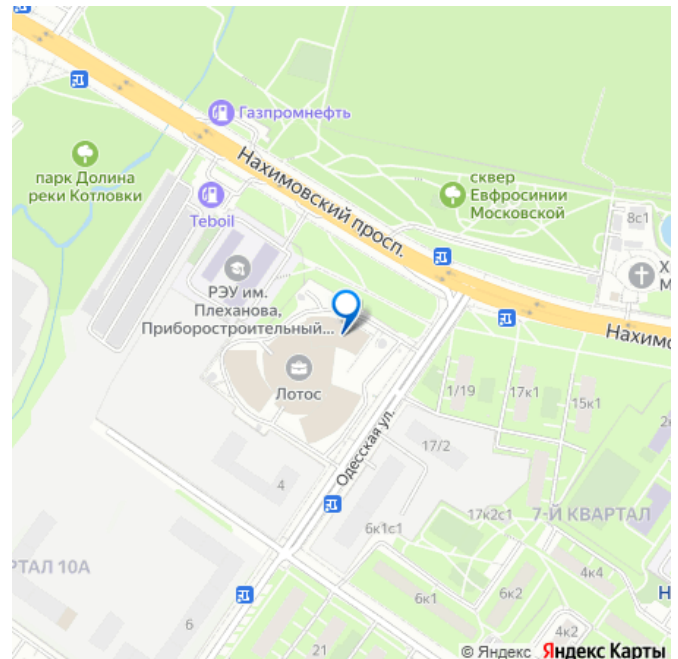 Газпромнефть
Нахимовский просп.
парк Долина
реки Котловки
сквер
Евфросинии
Московской
Teboil
8с1
Х
М
РЭУ им.
Плеханова,
Приборостроительный...
Нахимо
Лотос
1/19
17к1
15к1
Одесская ул.
17/2
4
17к2с1
7-Й КВАРТАЛ
6к1с1
РТАЛ 10А
4к4
Н
6к1
6к2
6
21
4к2
© Яндекс Яндекс Карты